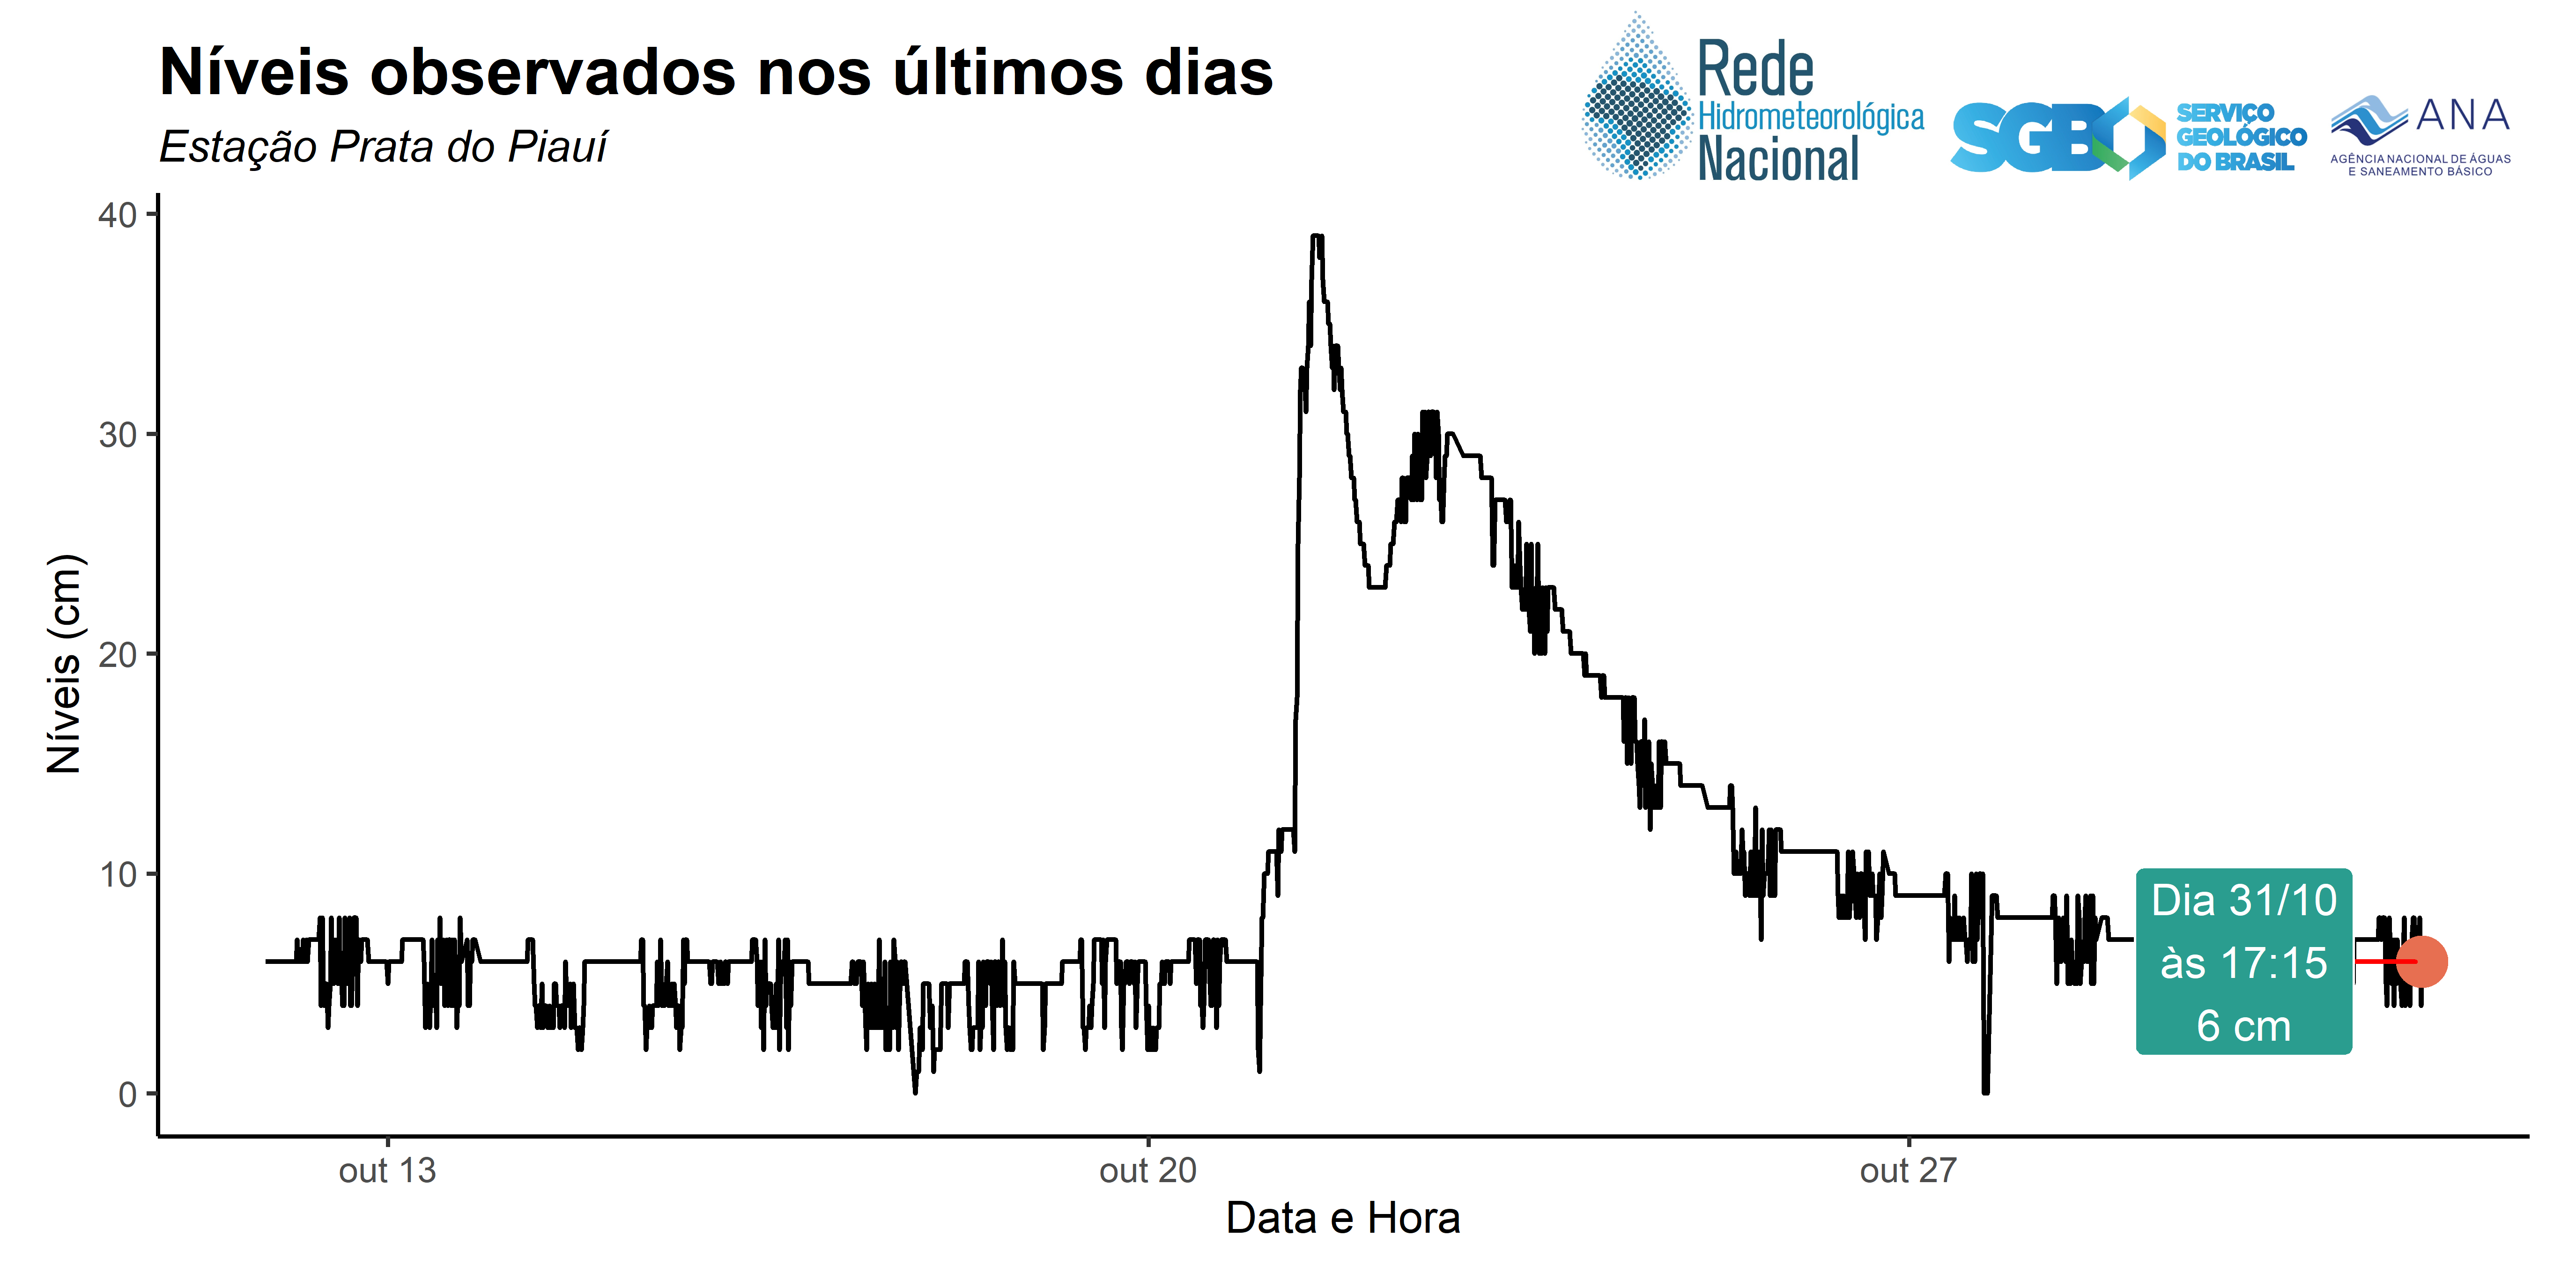 Níveis observados nos últimos dias
Estação Prata do Piauí
Rede
Hidrometeorológica
Nacional
SGB
SERVIÇO
GEOLÓGICO
DO BRASIL
ANA
AGÊNCIA NACIONAL DE ÁGUAS
E SANEAMENTO BÁSICO
40
30
20
10
0
Níveis (cm)
Dia 31/10
às 17:15
6 cm
out 13
out 20
out 27
Data e Hora